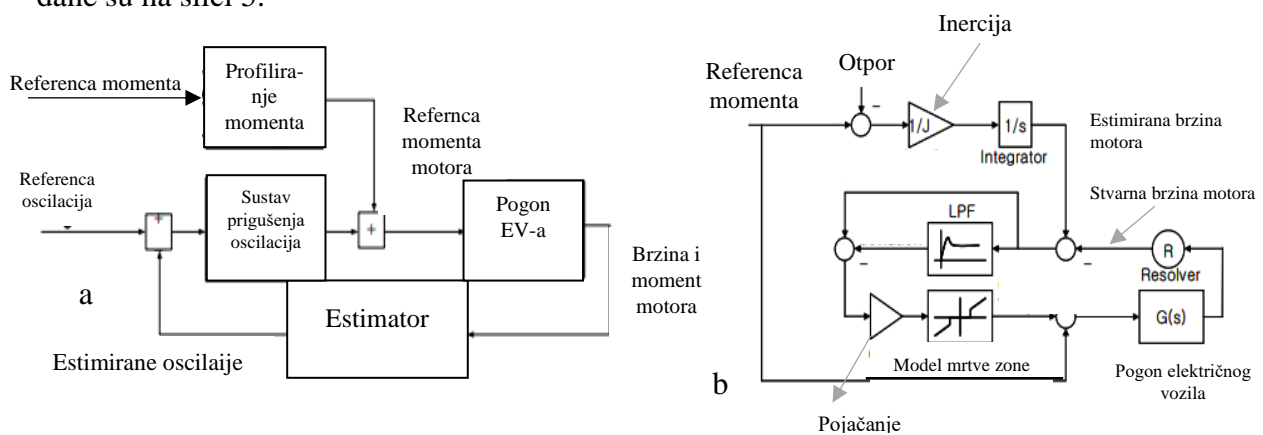 dane su na slici 5.
Referenca momenta
Profilira-
nje
momenta
Refernca
momenta
motora
Referenca
oscilacija
+
Sustav
prigušenja
oscilacija
+
Pogon
EV-a
Brzina i
moment
motora
a
Estimator
Estimirane oscilaije
Inercija
Referenca
momenta
Otpor
−
1/J
1/s
Integrator
Estimirana brzina
motora
Stvarna brzina motora
LPF
−
−
R
Resolver
G(s)
Model mrtve zone
b
Pogon električnog
vozila
Pojačanje